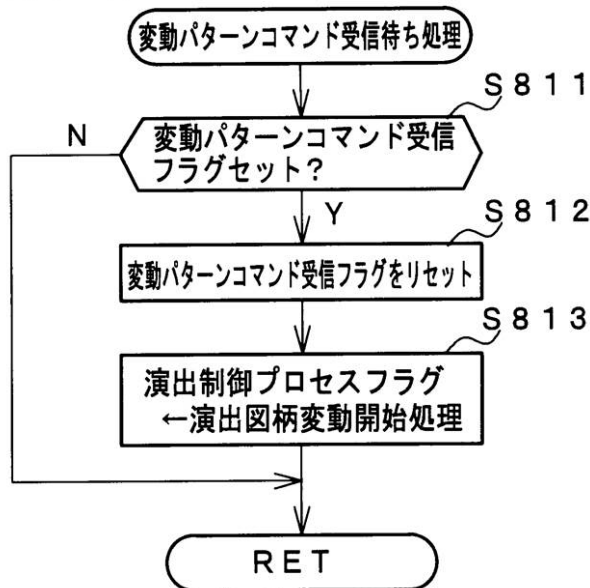 変動パターンコマンド受信待ち処理
S811
N
変動パターンコマンド受信
フラグセット?
Y
S812
変動パターンコマンド受信フラグをリセット
S813
演出制御プロセスフラグ
←演出図柄変動開始処理
RET